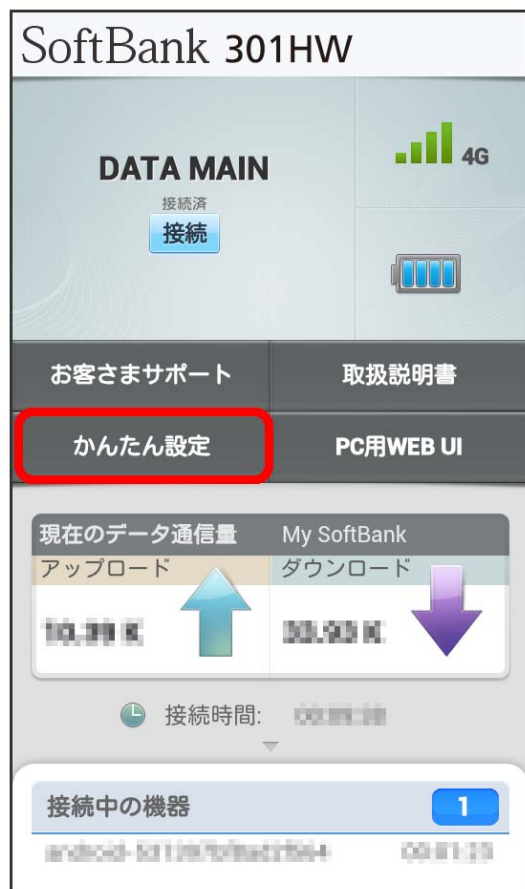 SoftBank 301HW
DATA MAIN
4G
接続済
接続
お客さまサポート
取扱説明書
かんたん設定
PC用WEB UI
現在のデータ通信量
My SoftBank
アップロード
ダウンロード
接続時間:
接続中の機器
1